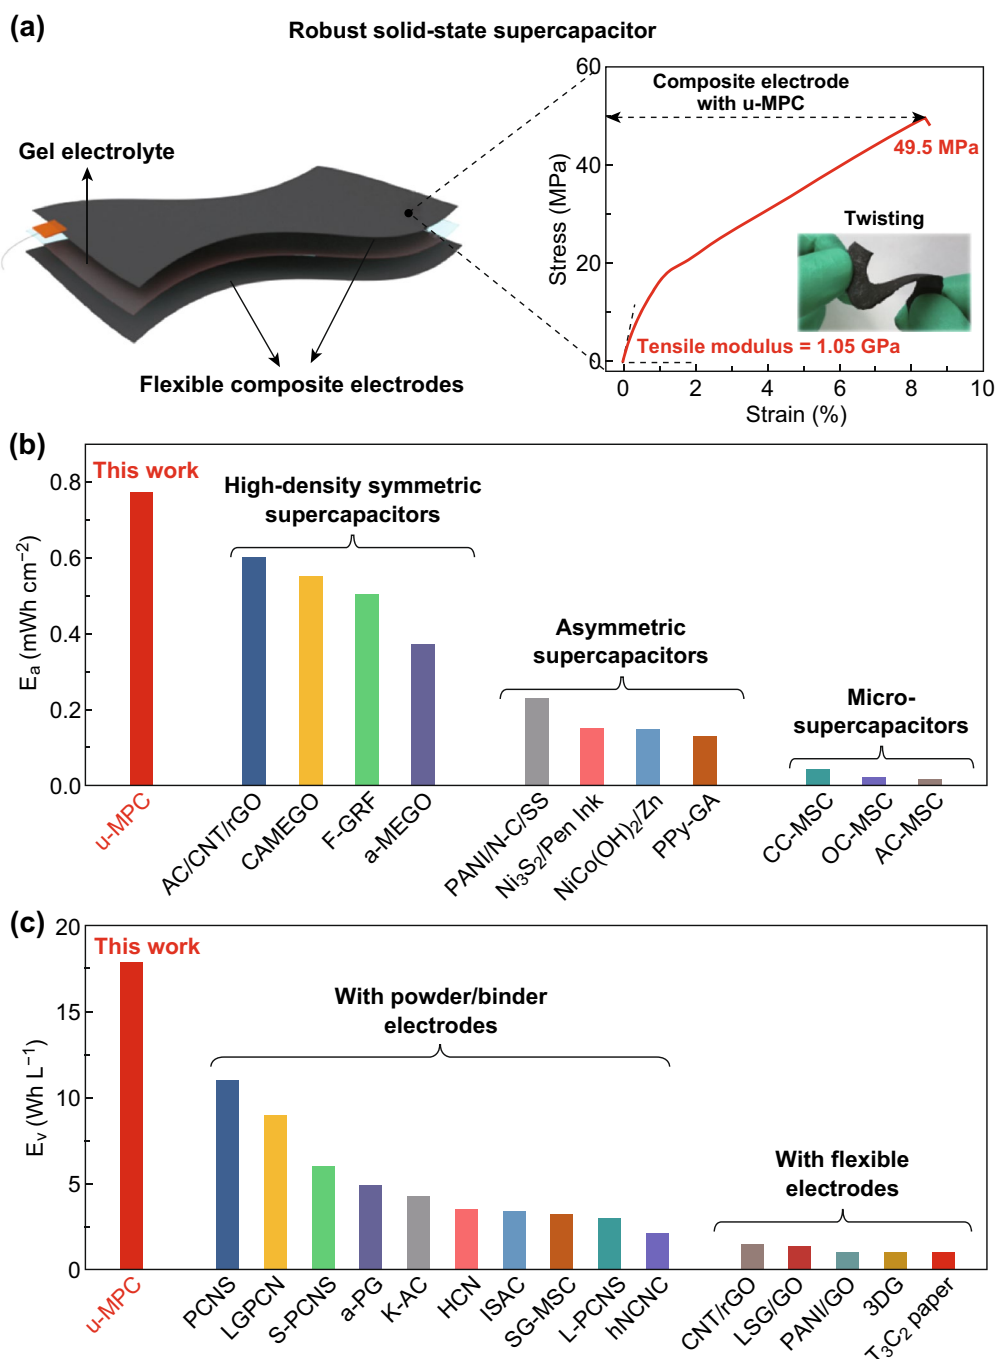 (a)
Robust solid-state supercapacitor
Gel electrolyte
Flexible composite electrodes
60
40
20
0
Stress (MPa)
Composite electrode
with u-MPC
49.5 MPa
Twisting
Tensile modulus = 1.05 GPa
0 2 4 6 8 10
Strain (%)
(b)
0.8
0.6
0.4
0.2
0.0
Eₐ (mWh cm⁻²)
This work
High-density symmetric
supercapacitors
Asymmetric
supercapacitors
Micro-
supercapacitors
u-MPC
AC/CNT/rGO
CAMEGO
F-GRF
a-MEGO
PANI/N-C/SS
Ni₃S₂/Pen Ink
NiCo(OH)₂/Zn
PPy-GA
CC-MSC
OC-MSC
AC-MSC
(c)
20
15
10
5
0
Eᵥ (Wh L⁻¹)
This work
With powder/binder
electrodes
With flexible
electrodes
u-MPC
PCNS
LGPCN
S-PCNS
a-PG
K-AC
HCN
ISAC
SG-MSC
L-PCNS
hNCNC
CNT/rGO
LSG/GO
PANI/GO
3DG
T₃C₂ paper